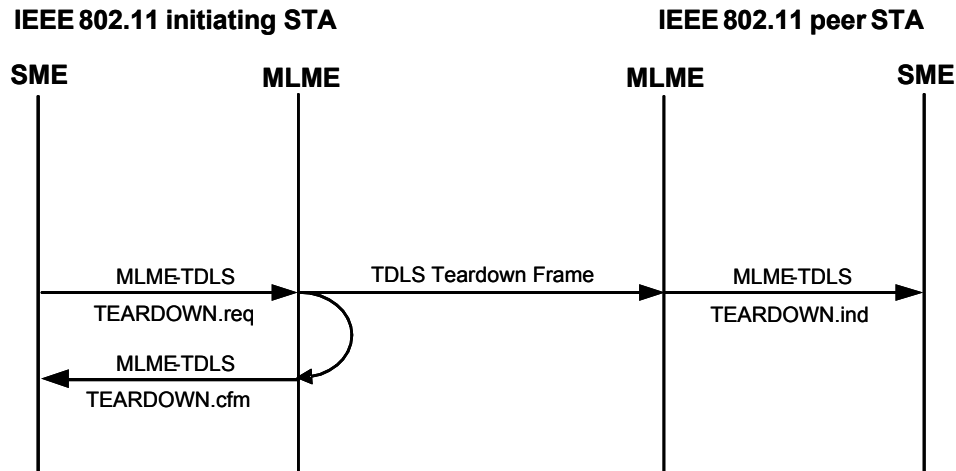 IEEE 802.11 initiating STA
IEEE 802.11 peer STA
SME
MLME
MLME
SME
MLME-TDLS
TEARDOWN.req
TDLS Teardown Frame
MLME-TDLS
TEARDOWN.ind
MLME-TDLS
TEARDOWN.cfm